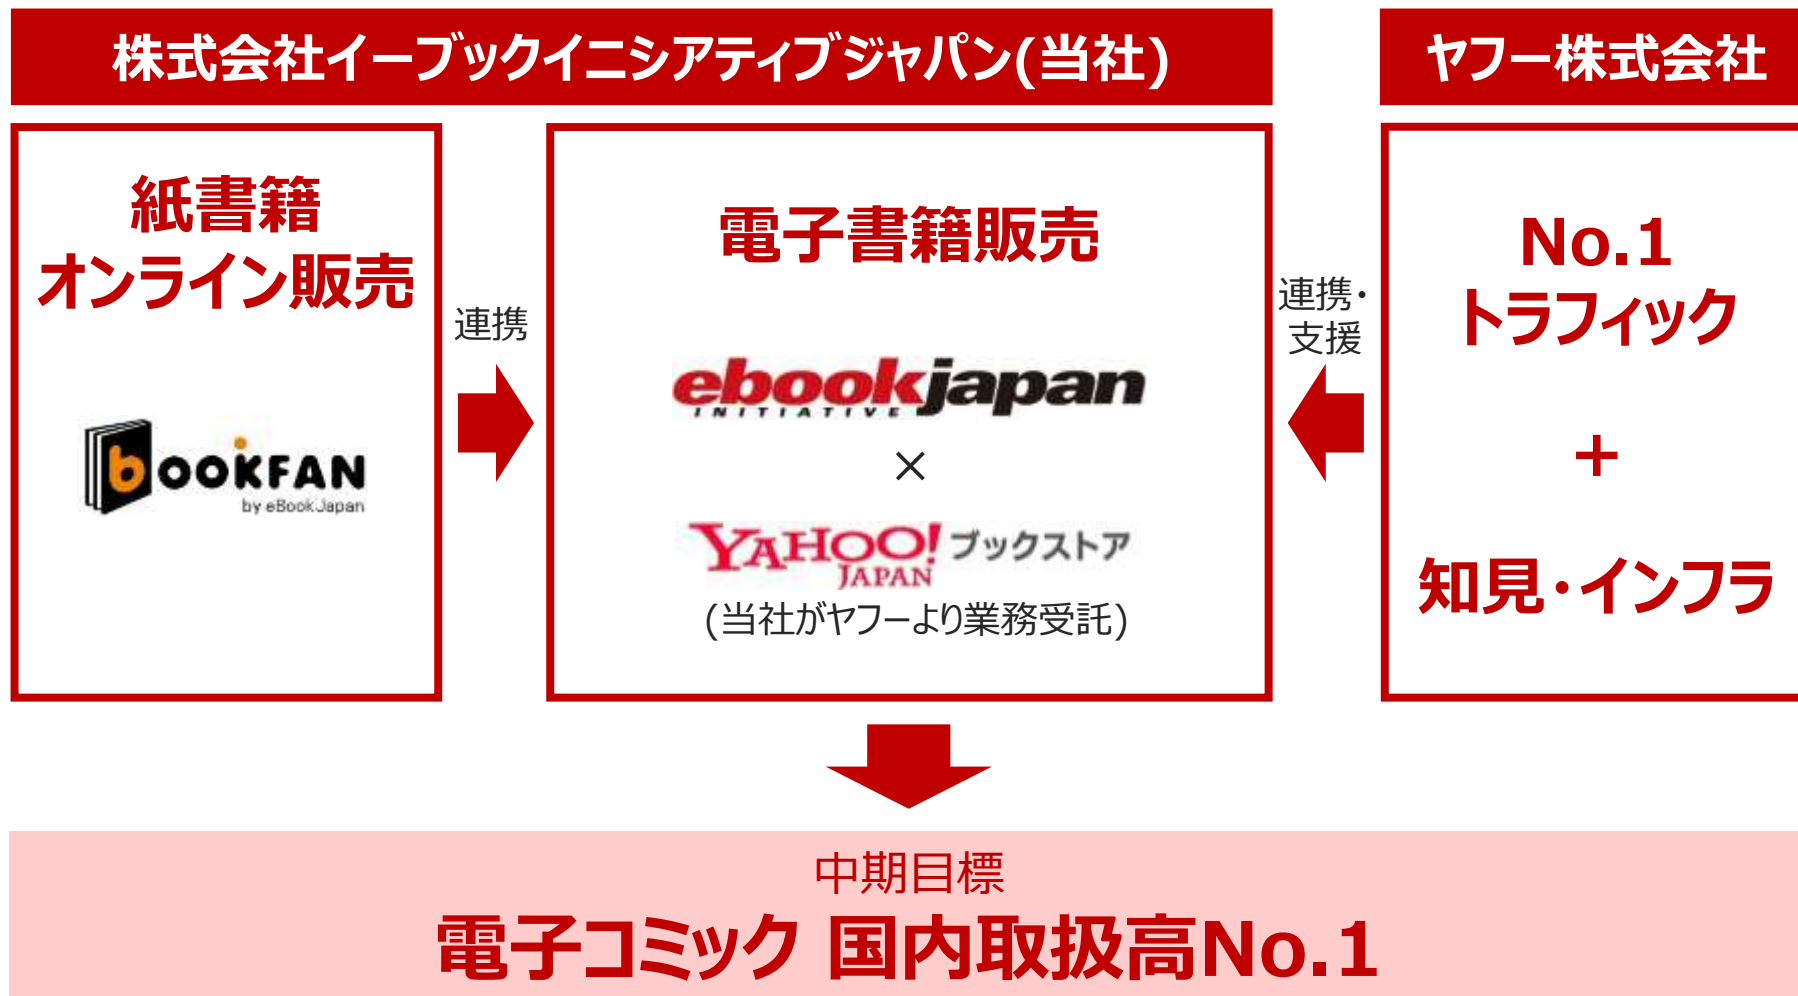 株式会社イーブックイニシアティブジャパン(当社)
ヤフー株式会社
紙書籍
オンライン販売
bOOKFAN
by eBookJapan
連携
電子書籍販売
ebookjapan
INITIATIVE
×
YAHOO! ブックストア
JAPAN
(当社がヤフーより業務受託)
連携・
支援
No.1
トラフィック
+
知見・インフラ
中期目標
電子コミック 国内取扱高No.1